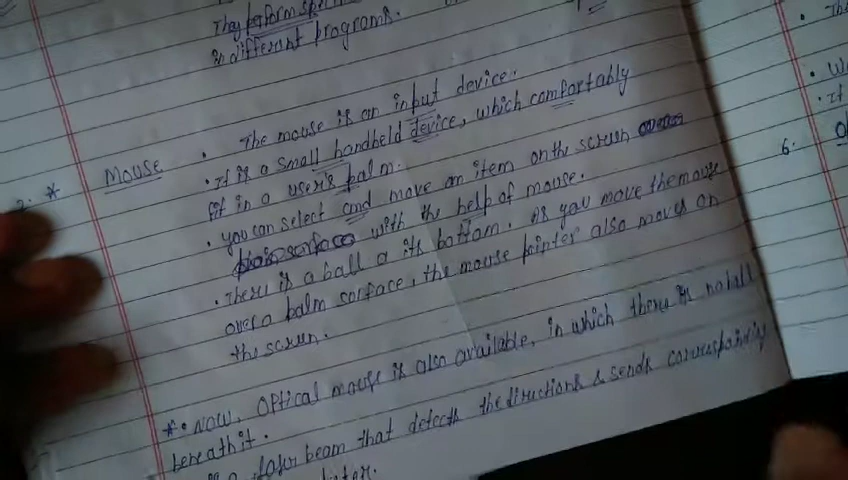 They perform
in different programs.
2. * Mouse . The mouse is an input device.
. It is a small handheld device, which comfortably
fit in a user's palm.
. you can select and move an item on the screen
with the help of mouse.
. There is a ball a its bottom. As you move the mouse
over a palm surface, the mouse pointer also moves on
the screen.
*. Now, optical mouse is also available, in which there is no ball
beneath it.
beam that detects the directions & sends
6.